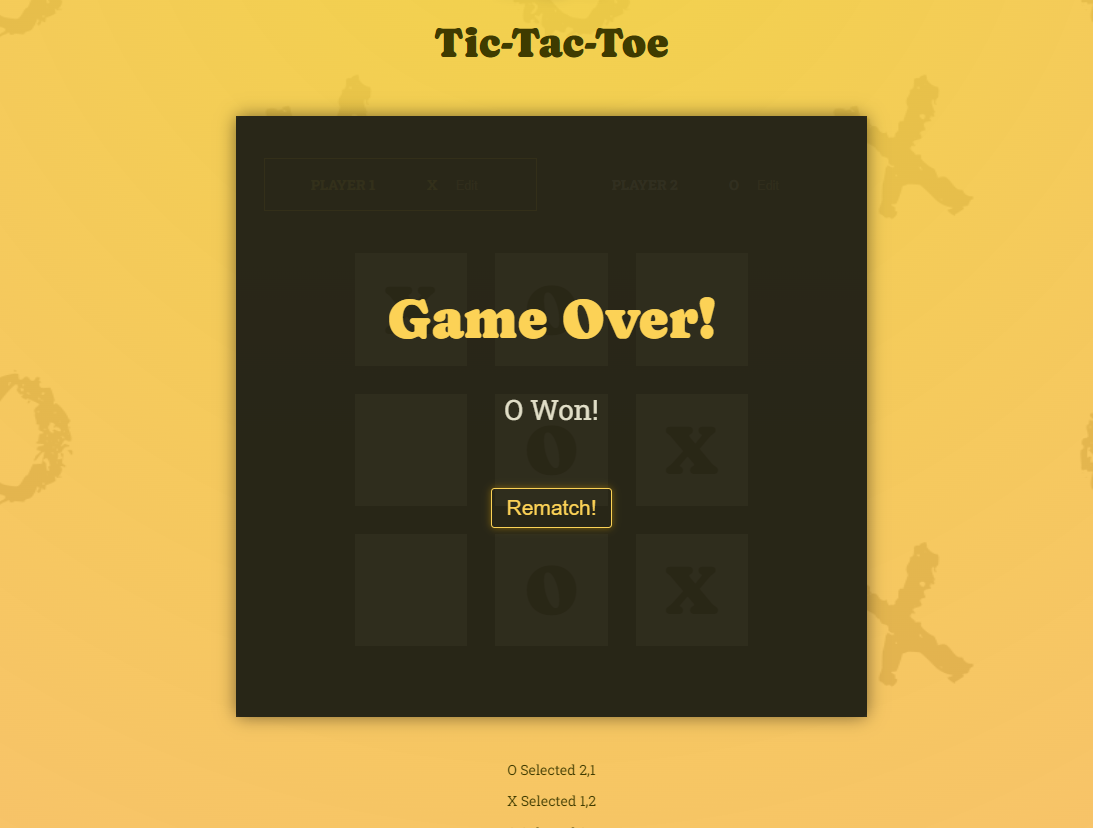 Tic-Tac-Toe
PLAYER 1 X Edit PLAYER 2 O Edit
X O
Game Over!
O Won!
O X
Rematch!
O X
O Selected 2,1
X Selected 1,2